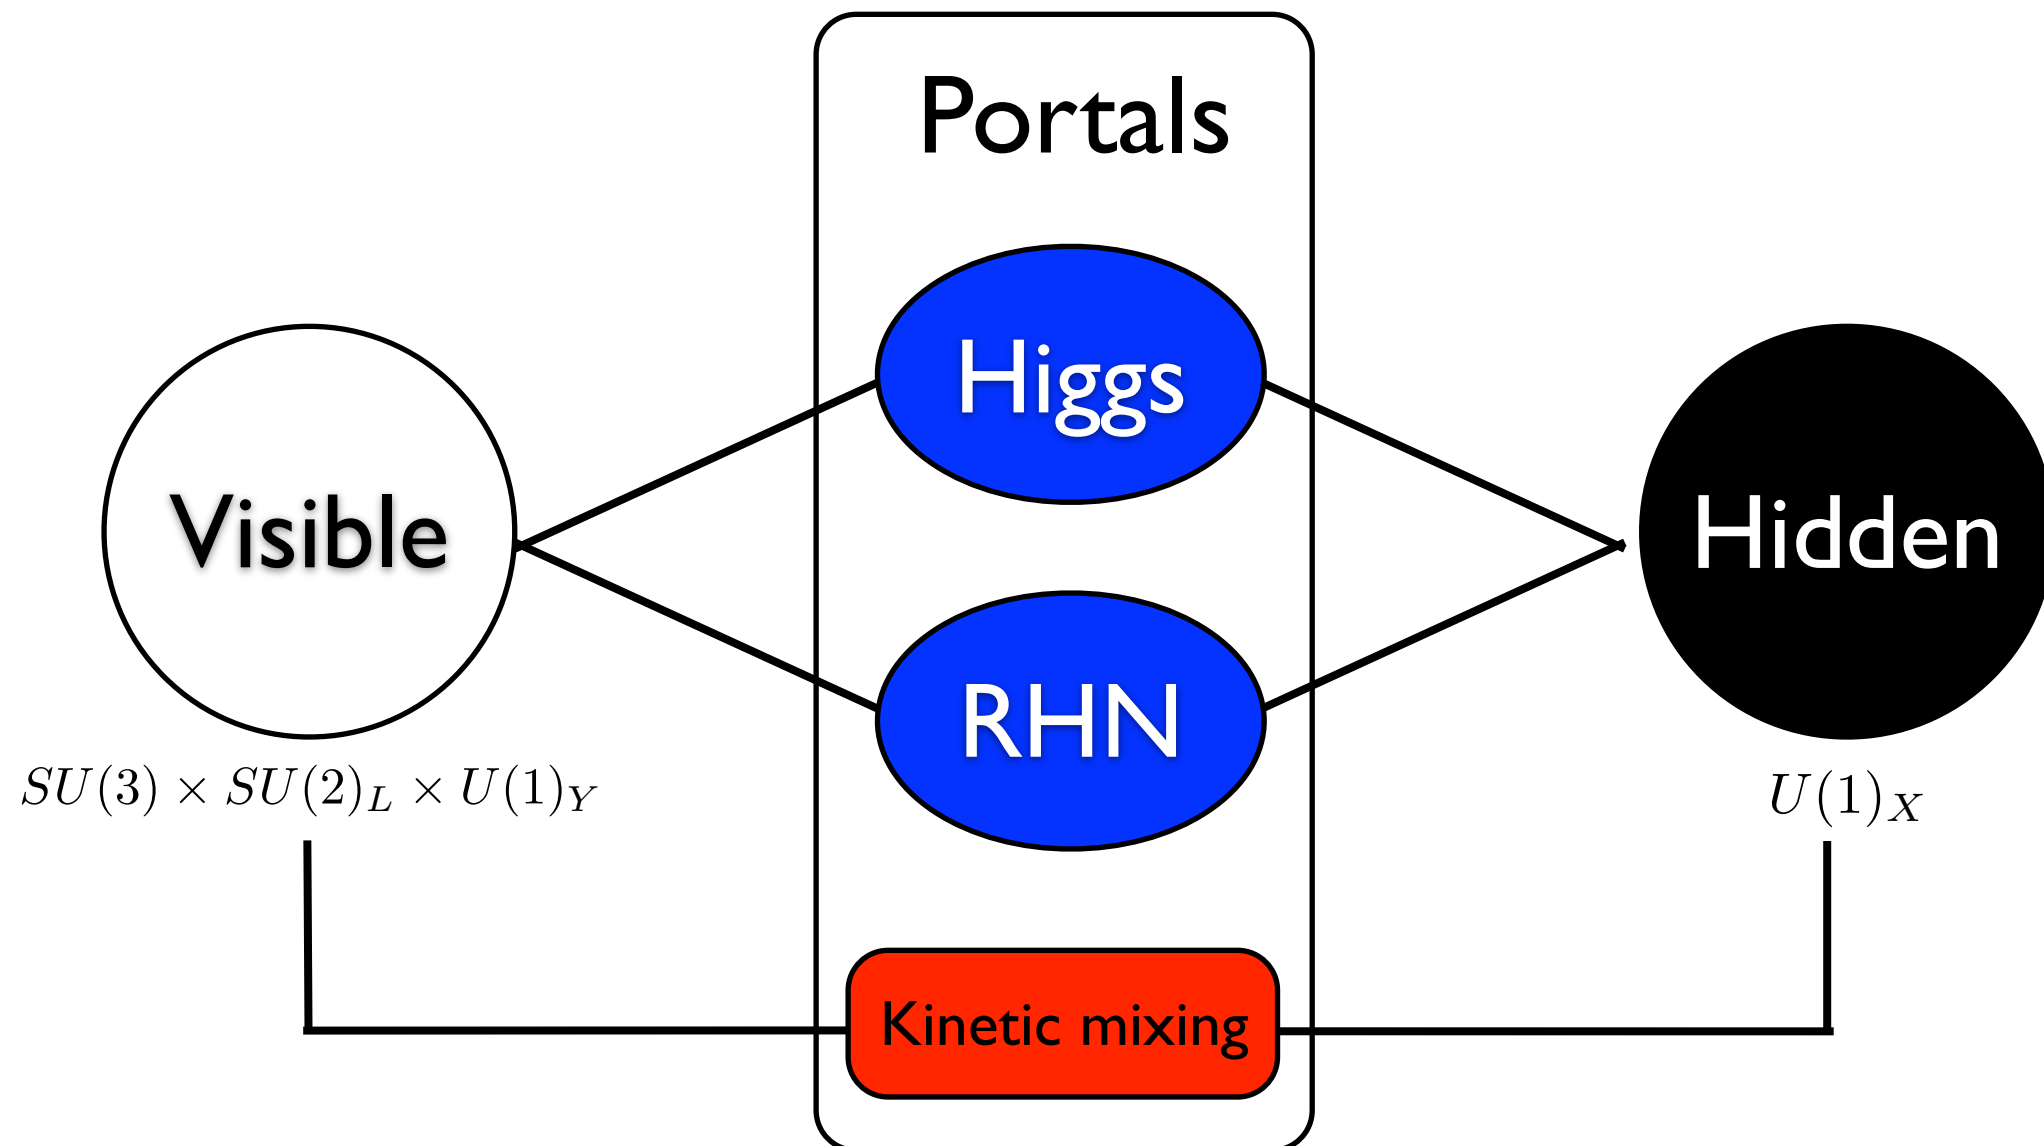 Portals
Higgs
Visible
Hidden
RHN
SU(3) × SU(2)_L × U(1)_Y
U(1)_X
Kinetic mixing